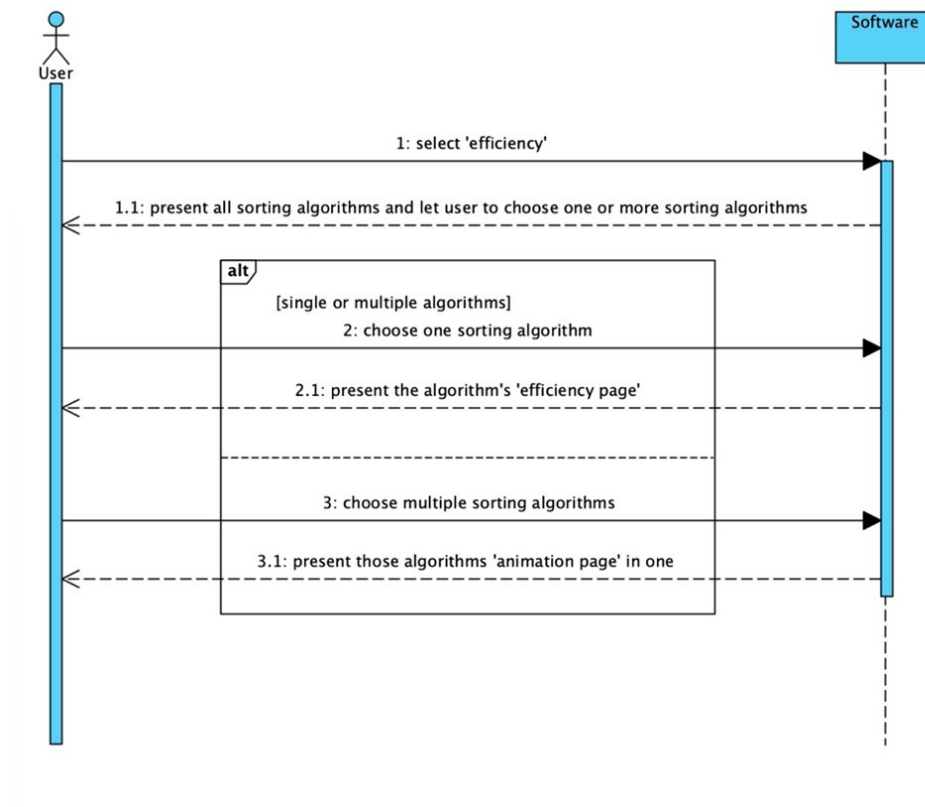 Software
User
1: select 'efficiency'
1.1: present all sorting algorithms and let user to choose one or more sorting algorithms
alt
[single or multiple algorithms]
2: choose one sorting algorithm
2.1: present the algorithm's 'efficiency page'
3: choose multiple sorting algorithms
3.1: present those algorithms 'animation page' in one